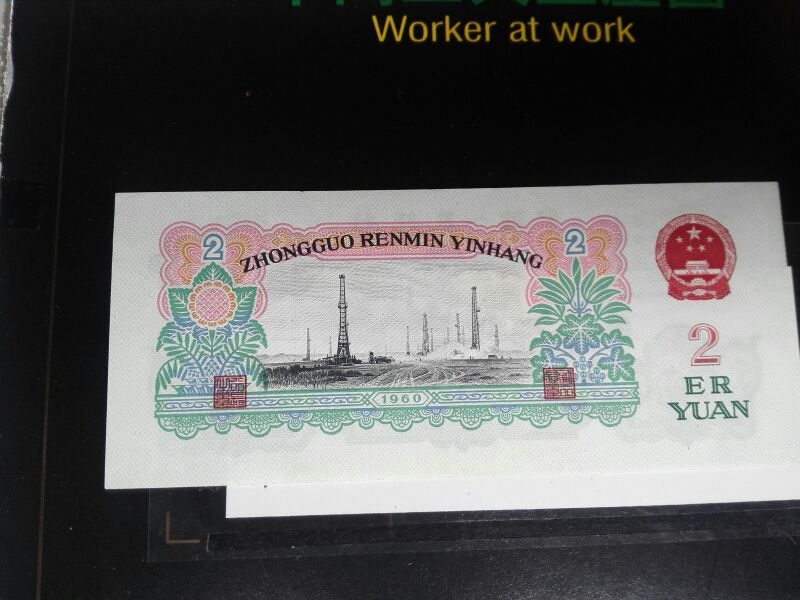 Worker at work
2
2
ZHONGGUO RENMIN YINHANG
1960
2
ER
YUAN